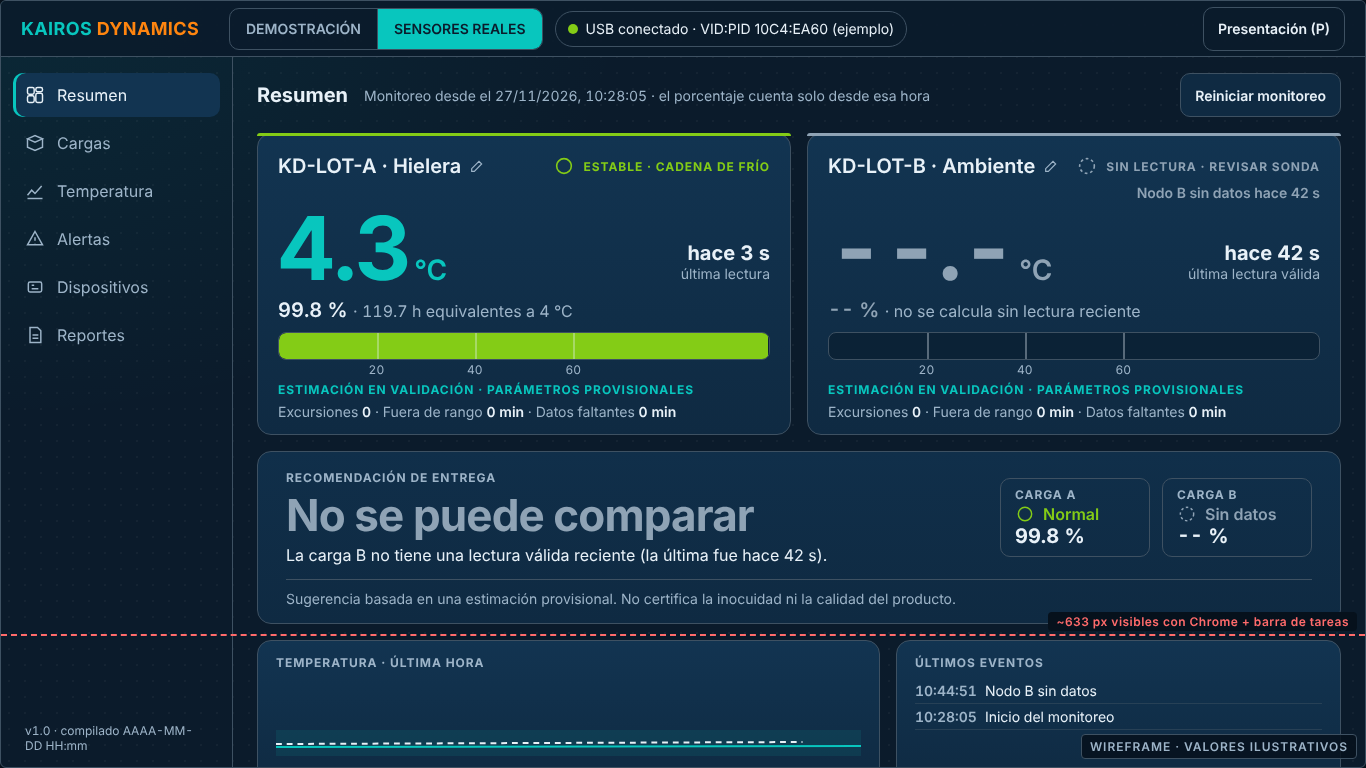 KAIROS DYNAMICS
DEMOSTRACIÓN
SENSORES REALES
USB conectado · VID:PID 10C4:EA60 (ejemplo)
Presentación (P)
Resumen
Cargas
Temperatura
Alertas
Dispositivos
Reportes
v1.0 · compilado AAAA-MM-
DD HH:mm
Resumen
Monitoreo desde el 27/11/2026, 10:28:05 · el porcentaje cuenta solo desde esa hora
Reiniciar monitoreo
KD-LOT-A · Hielera
ESTABLE · CADENA DE FRÍO
4.3 °C
hace 3 s
última lectura
99.8 % · 119.7 h equivalentes a 4 °C
20 40 60
ESTIMACIÓN EN VALIDACIÓN · PARÁMETROS PROVISIONALES
Excursiones 0 · Fuera de rango 0 min · Datos faltantes 0 min
KD-LOT-B · Ambiente
SIN LECTURA · REVISAR SONDA
Nodo B sin datos hace 42 s
--.- °C
hace 42 s
última lectura válida
-- % · no se calcula sin lectura reciente
20 40 60
ESTIMACIÓN EN VALIDACIÓN · PARÁMETROS PROVISIONALES
Excursiones 0 · Fuera de rango 0 min · Datos faltantes 0 min
RECOMENDACIÓN DE ENTREGA
No se puede comparar
La carga B no tiene una lectura válida reciente (la última fue hace 42 s).
CARGA A
Normal
99.8 %
CARGA B
Sin datos
-- %
Sugerencia basada en una estimación provisional. No certifica la inocuidad ni la calidad del producto.
~633 px visibles con Chrome + barra de tareas
TEMPERATURA · ÚLTIMA HORA
ÚLTIMOS EVENTOS
10:44:51 Nodo B sin datos
10:28:05 Inicio del monitoreo
WIREFRAME · VALORES ILUSTRATIVOS